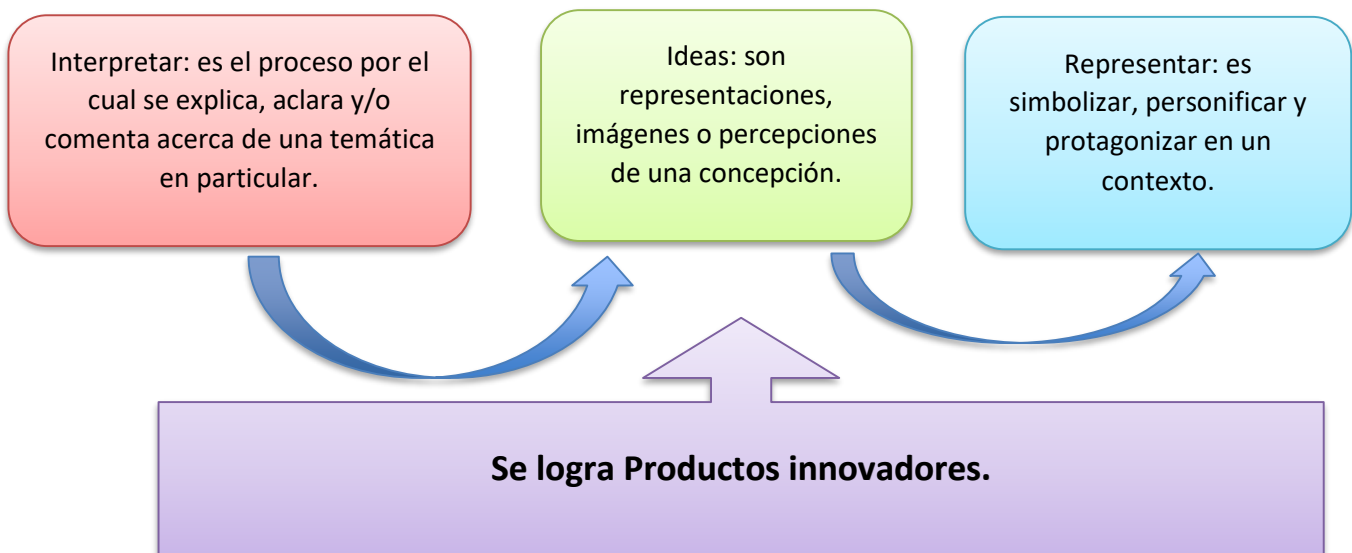 Interpretar: es el proceso por el
cual se explica, aclara y/o
comenta acerca de una temática
en particular.
Ideas: son
representaciones,
imágenes o percepciones
de una concepción.
Representar: es
simbolizar, personificar y
protagonizar en un
contexto.
Se logra Productos innovadores.